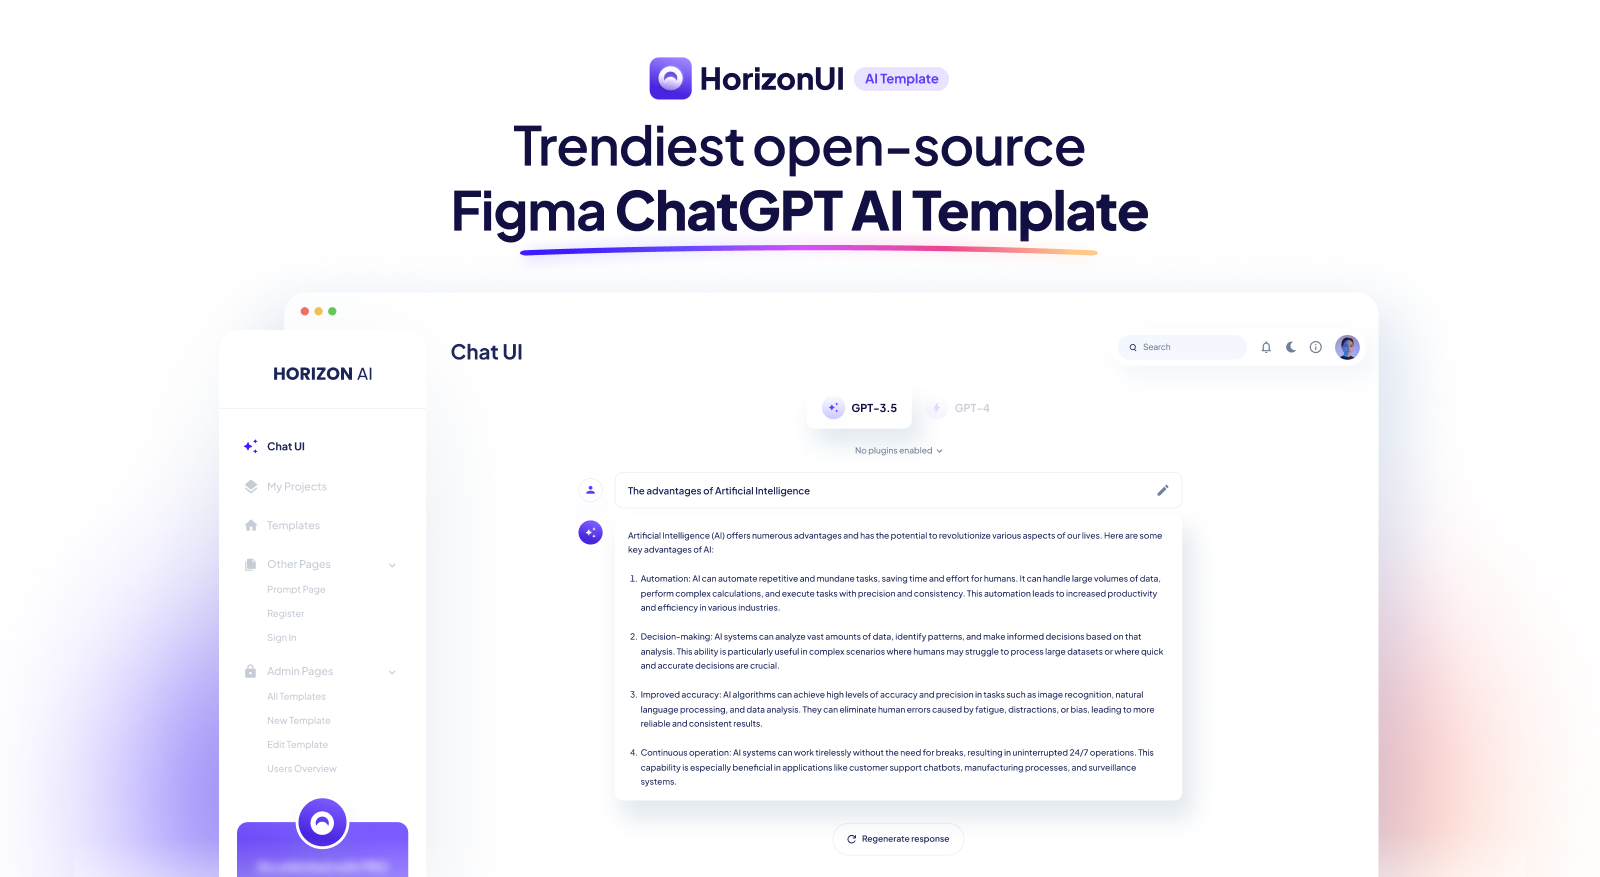 HorizonUI AI Template
Trendiest open-source
Figma ChatGPT AI Template
HORIZON AI
Chat UI
My Projects
Templates
Other Pages
Prompt Page
Register
Sign In
Admin Pages
All Templates
New Template
Edit Template
Users Overview
Chat UI
Search
GPT-3.5
GPT-4
No plugins enabled
The advantages of Artificial Intelligence
Artificial Intelligence (AI) offers numerous advantages and has the potential to revolutionize various aspects of our lives. Here are some
key advantages of AI:
1. Automation: AI can automate repetitive and mundane tasks, saving time and effort for humans. It can handle large volumes of data,
perform complex calculations, and execute tasks with precision and consistency. This automation leads to increased productivity
and efficiency in various industries.
2. Decision-making: AI systems can analyze vast amounts of data, identify patterns, and make informed decisions based on that
analysis. This ability is particularly useful in complex scenarios where humans may struggle to process large datasets or where quick
and accurate decisions are crucial.
3. Improved accuracy: AI algorithms can achieve high levels of accuracy and precision in tasks such as image recognition, natural
language processing, and data analysis. They can eliminate human errors caused by fatigue, distractions, or bias, leading to more
reliable and consistent results.
4. Continuous operation: AI systems can work tirelessly without the need for breaks, resulting in uninterrupted 24/7 operations. This
capability is especially beneficial in applications like customer support chatbots, manufacturing processes, and surveillance
systems.
Regenerate response